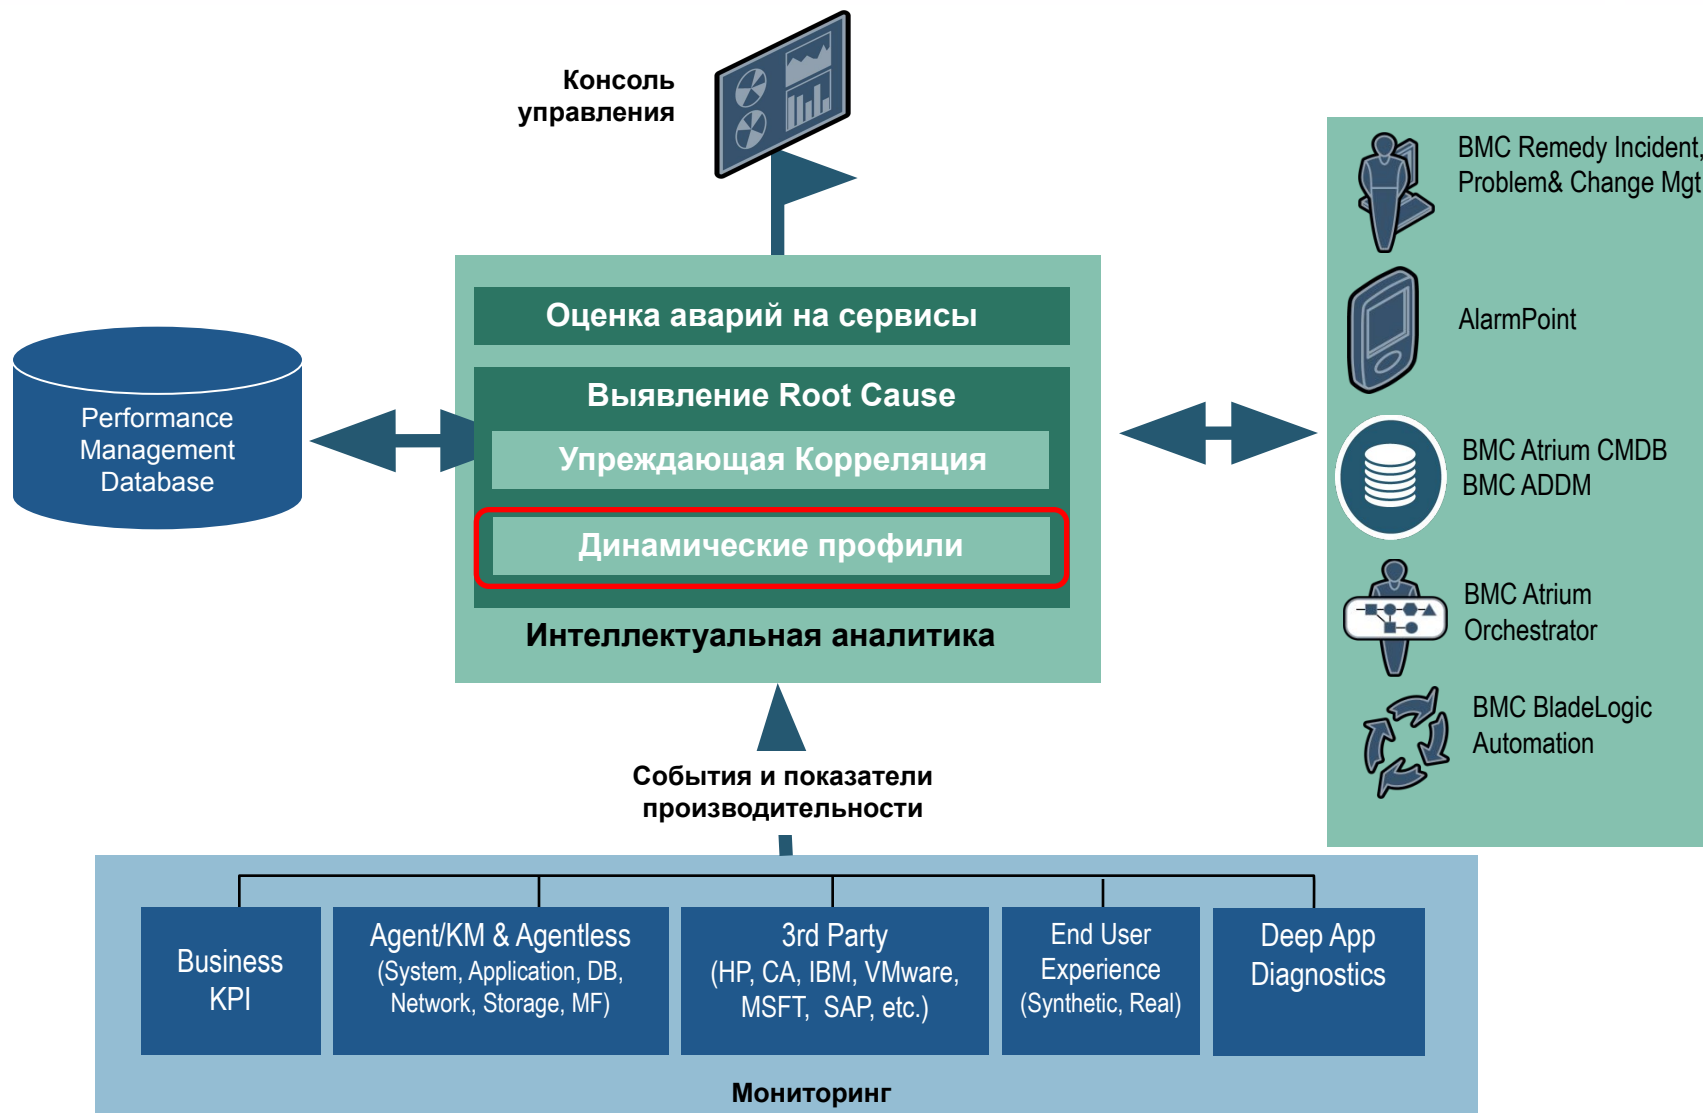 Консоль
управления
BMC Remedy Incident,
Problem& Change Mgt
AlarmPoint
BMC Atrium CMDB
BMC ADDM
BMC Atrium
Orchestrator
BMC BladeLogic
Automation
Оценка аварий на сервисы
Выявление Root Cause
Упреждающая Корреляция
Динамические профили
Интеллектуальная аналитика
Performance
Management
Database
События и показатели
производительности
Business
KPI
Agent/KM & Agentless
(System, Application, DB,
Network, Storage, MF)
3rd Party
(HP, CA, IBM, VMware,
MSFT, SAP, etc.)
End User
Experience
(Synthetic, Real)
Deep App
Diagnostics
Мониторинг